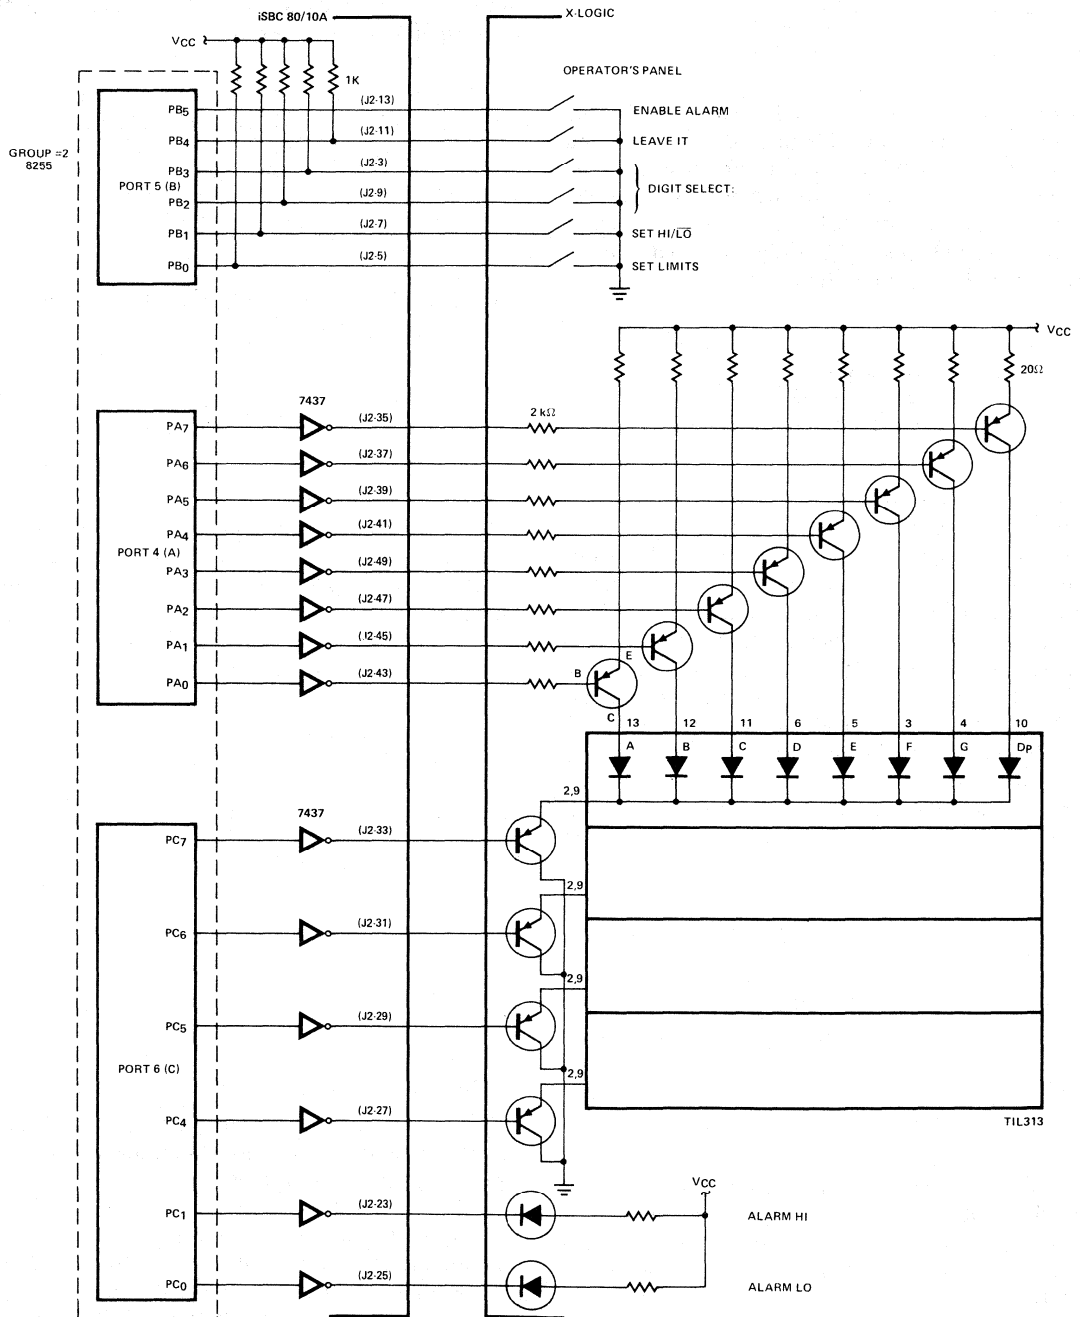 iSBC 80/10A
X-LOGIC
VCC
1K
OPERATOR'S PANEL
GROUP =2
8255
PORT 5 (B)
PB5 (J2-13) ENABLE ALARM
PB4 (J2-11) LEAVE IT
PB3 (J2-3)
DIGIT SELECT:
PB2 (J2-9)
PB1 (J2-7) SET HI/L̅O̅
PB0 (J2-5) SET LIMITS
VCC
20Ω
7437
2 kΩ
PORT 4 (A)
PA7 (J2-35)
PA6 (J2-37)
PA5 (J2-39)
PA4 (J2-41)
PA3 (J2-49)
PA2 (J2-47)
PA1 (J2-45)
PA0 (J2-43)
B E C
13 12 11 6 5 3 4 10
A B C D E F G DP
2,9
7437
PC7 (J2-33)
2,9
PC6 (J2-31)
2,9
PC5 (J2-29)
PORT 6 (C)
2,9
PC4 (J2-27)
TIL313
VCC
PC1 (J2-23) ALARM HI
PC0 (J2-25) ALARM LO